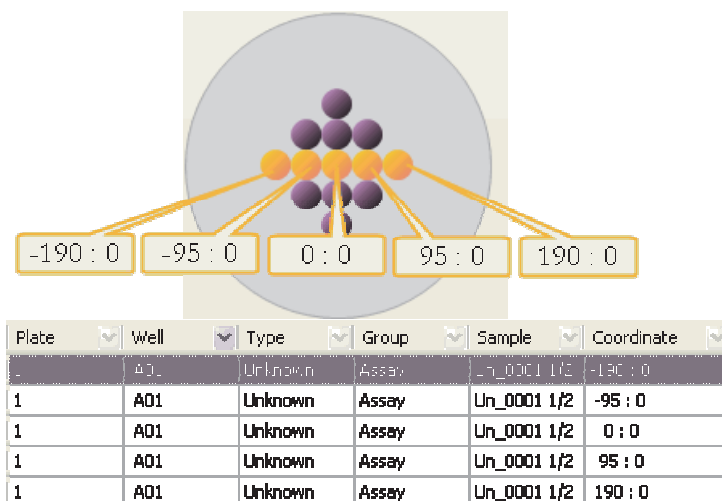 -190 : 0 -95 : 0 0 : 0 95 : 0 190 : 0
Plate Well Type Group Sample Coordinate
1 A01 Unknown Assay Un_0001 1/2 -190 : 0
1 A01 Unknown Assay Un_0001 1/2 -95 : 0
1 A01 Unknown Assay Un_0001 1/2 0 : 0
1 A01 Unknown Assay Un_0001 1/2 95 : 0
1 A01 Unknown Assay Un_0001 1/2 190 : 0